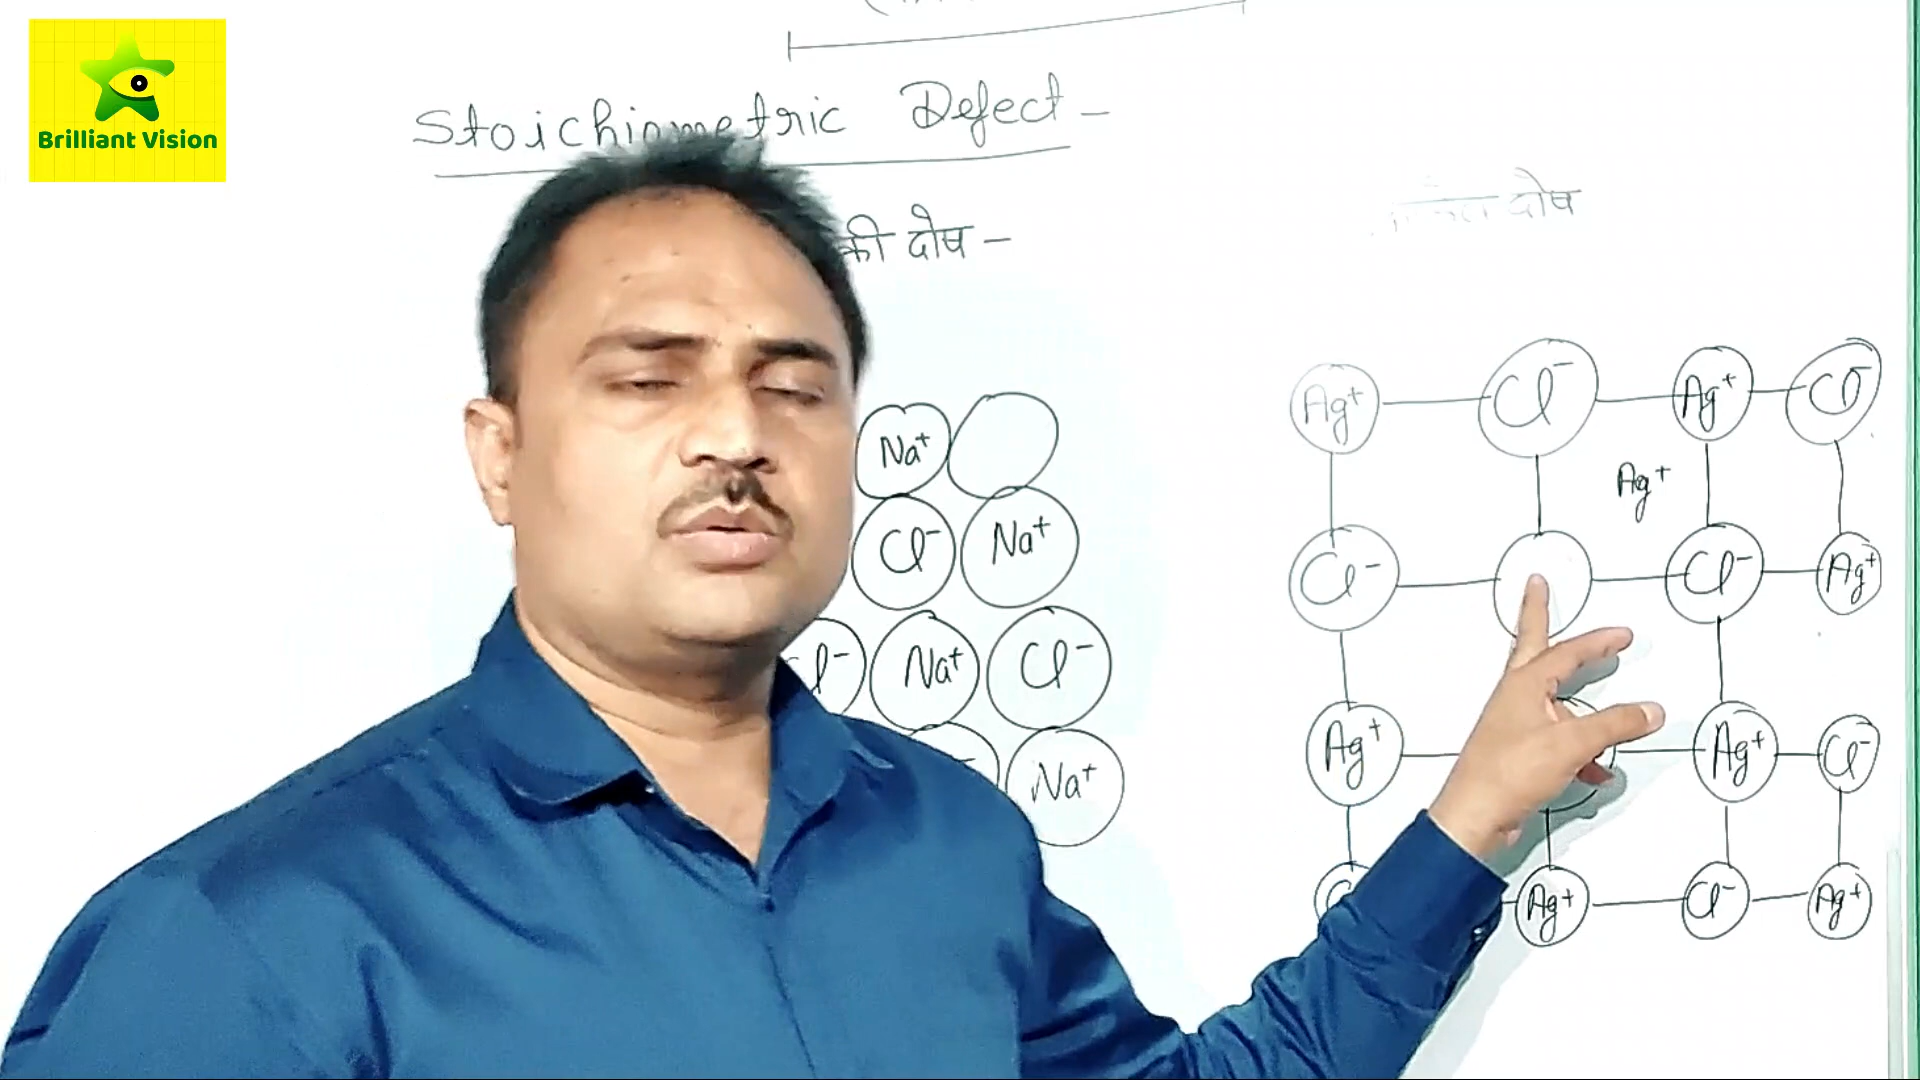 Brilliant Vision
Stoichiometric Defect -
की दोष -
दोष
Na⁺
Cl⁻ Na⁺
Cl⁻ Na⁺ Cl⁻
Na⁺
Ag⁺ Cl⁻ Ag⁺ Cl⁻
Ag⁺
Cl⁻ Cl⁻ Ag⁺
Ag⁺ Ag⁺ Cl⁻
Ag⁺ Cl⁻ Ag⁺